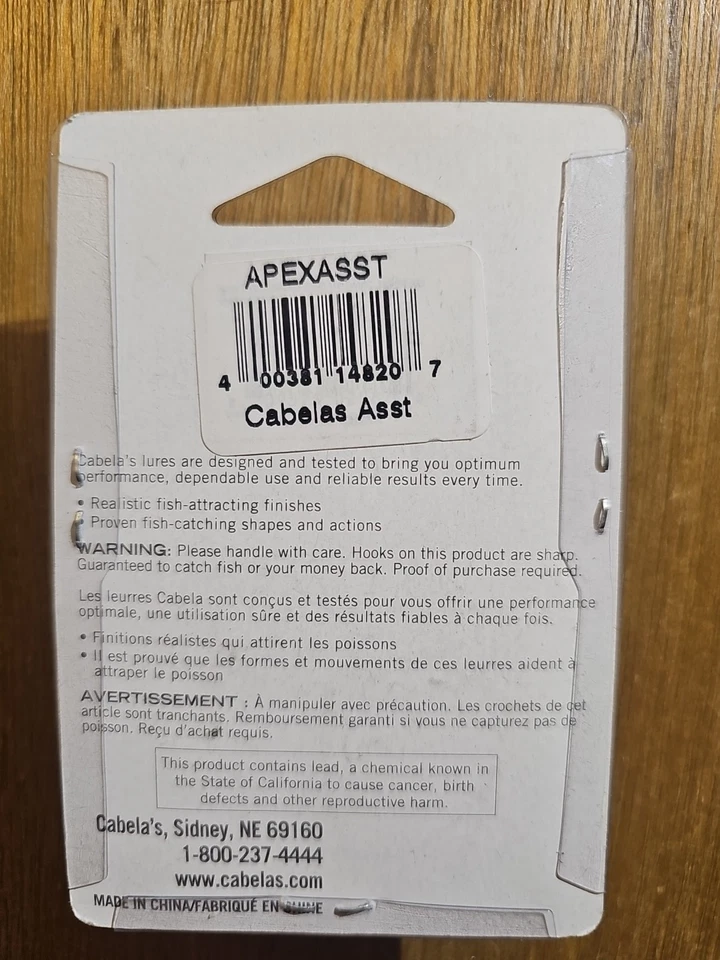 APEXASST
4 00381 14820 7
Cabelas Asst
Cabela's lures are designed and tested to bring you optimum
performance, dependable use and reliable results every time.
• Realistic fish-attracting finishes
• Proven fish-catching shapes and actions
WARNING: Please handle with care. Hooks on this product are sharp.
Guaranteed to catch fish or your money back. Proof of purchase required.
Les leurres Cabela sont conçus et testés pour vous offrir une performance
optimale, une utilisation sûre et des résultats fiables à chaque fois.
• Finitions réalistes qui attirent les poissons
• Il est prouvé que les formes et mouvements de ces leurres aident à
attraper le poisson
AVERTISSEMENT : À manipuler avec précaution. Les crochets de cet
article sont tranchants. Remboursement garanti si vous ne capturez pas de
poisson. Reçu d'achat requis.
This product contains lead, a chemical known in
the State of California to cause cancer, birth
defects and other reproductive harm.
Cabela's, Sidney, NE 69160
1-800-237-4444
www.cabelas.com
MADE IN CHINA/FABRIQUÉ EN